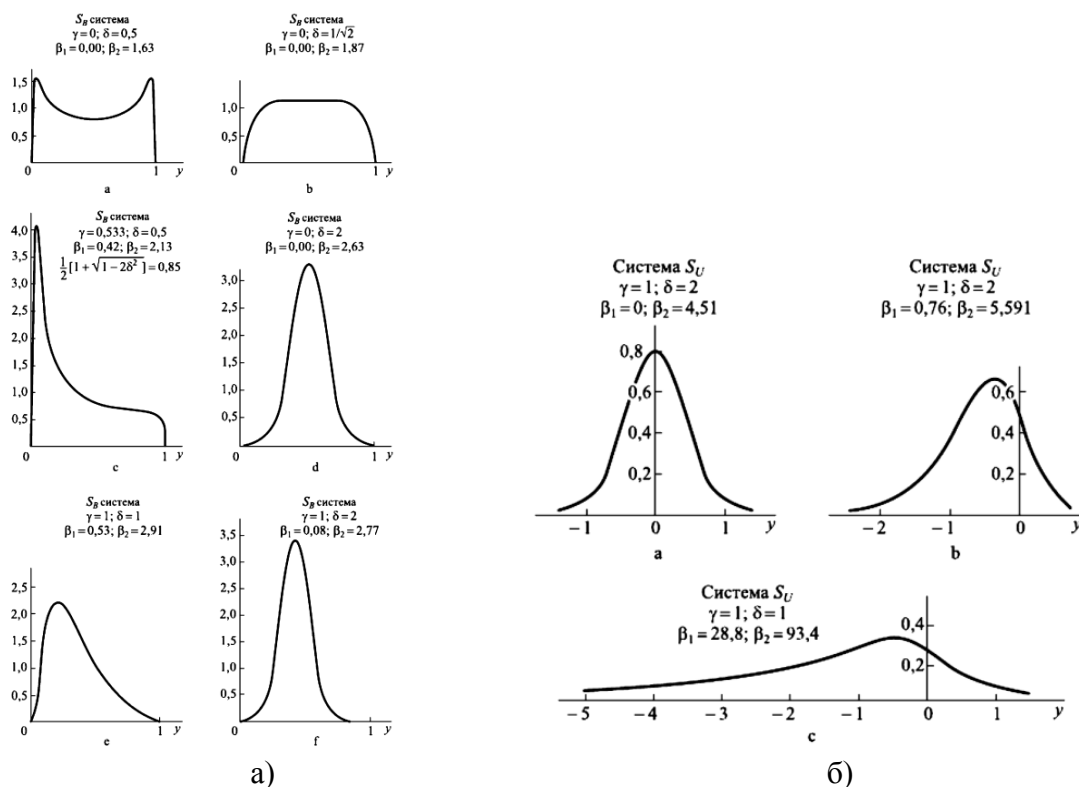 S_B система
γ=0; δ=0,5
β₁=0,00; β₂=1,63
1,5
1,0
0,5
0
1
y
a
S_B система
γ=0; δ=1/√2
β₁=0,00; β₂=1,87
1,0
0,5
0
1
y
b
S_B система
γ=0,533; δ=0,5
β₁=0,42; β₂=2,13
½[1+√1−2δ²]=0,85
4,0
3,5
3,0
2,5
2,0
1,5
1,0
0,5
0
1
y
c
S_B система
γ=0; δ=2
β₁=0,00; β₂=2,63
3,0
2,5
2,0
1,5
1,0
0,5
0
1
y
d
S_B система
γ=1; δ=1
β₁=0,53; β₂=2,91
2,5
2,0
1,5
1,0
0,5
0
1
y
e
S_B система
γ=1; δ=2
β₁=0,08; β₂=2,77
3,5
3,0
2,5
2,0
1,5
1,0
0,5
0
1
y
f
а)
Система S_U
γ=1; δ=2
β₁=0; β₂=4,51
0,8
0,6
0,4
0,2
−1
0
1
y
a
Система S_U
γ=1; δ=2
β₁=0,76; β₂=5,591
0,6
0,4
0,2
−2
−1
0
1
y
b
Система S_U
γ=1; δ=1
β₁=28,8; β₂=93,4
0,4
0,2
−5
−4
−3
−2
−1
0
1
y
c
б)